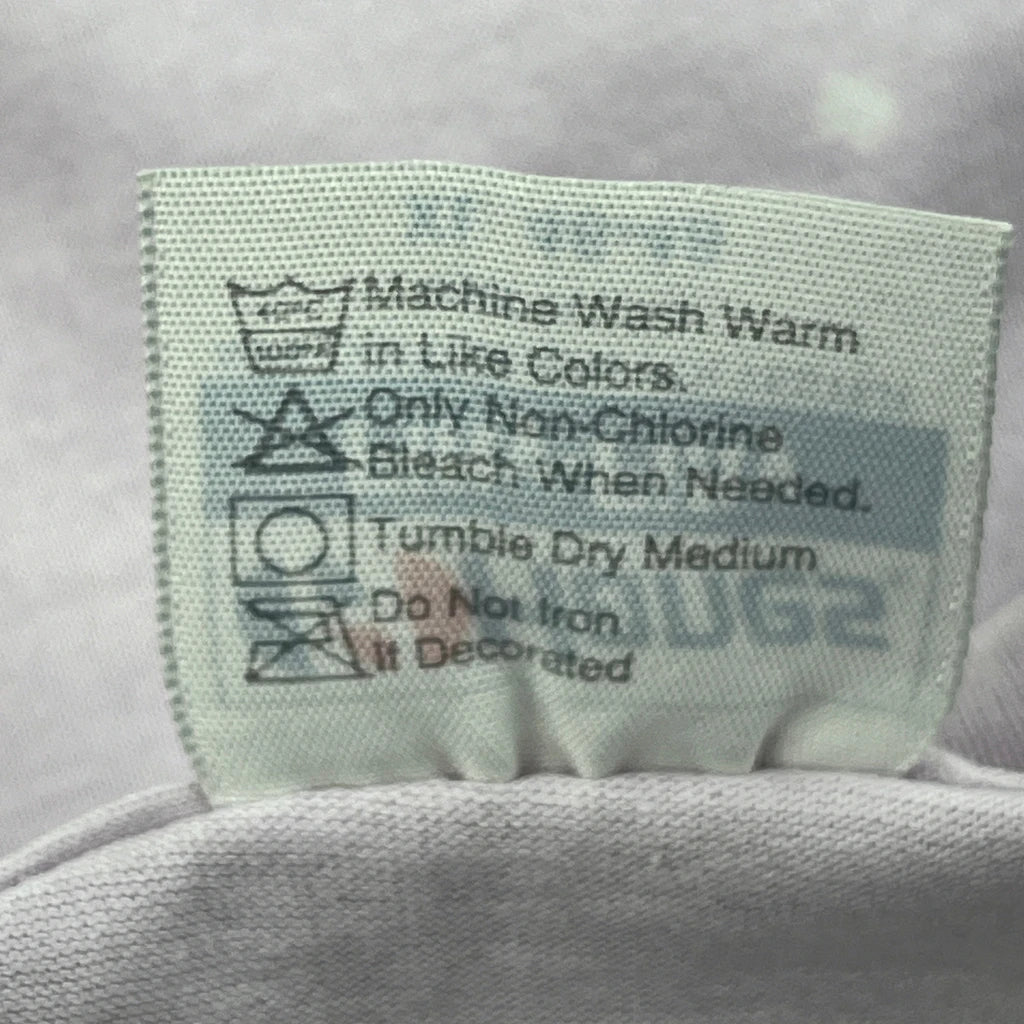 Machine Wash Warm
in Like Colors.
Only Non-Chlorine
Bleach When Needed.
Tumble Dry Medium
Do Not Iron
If Decorated